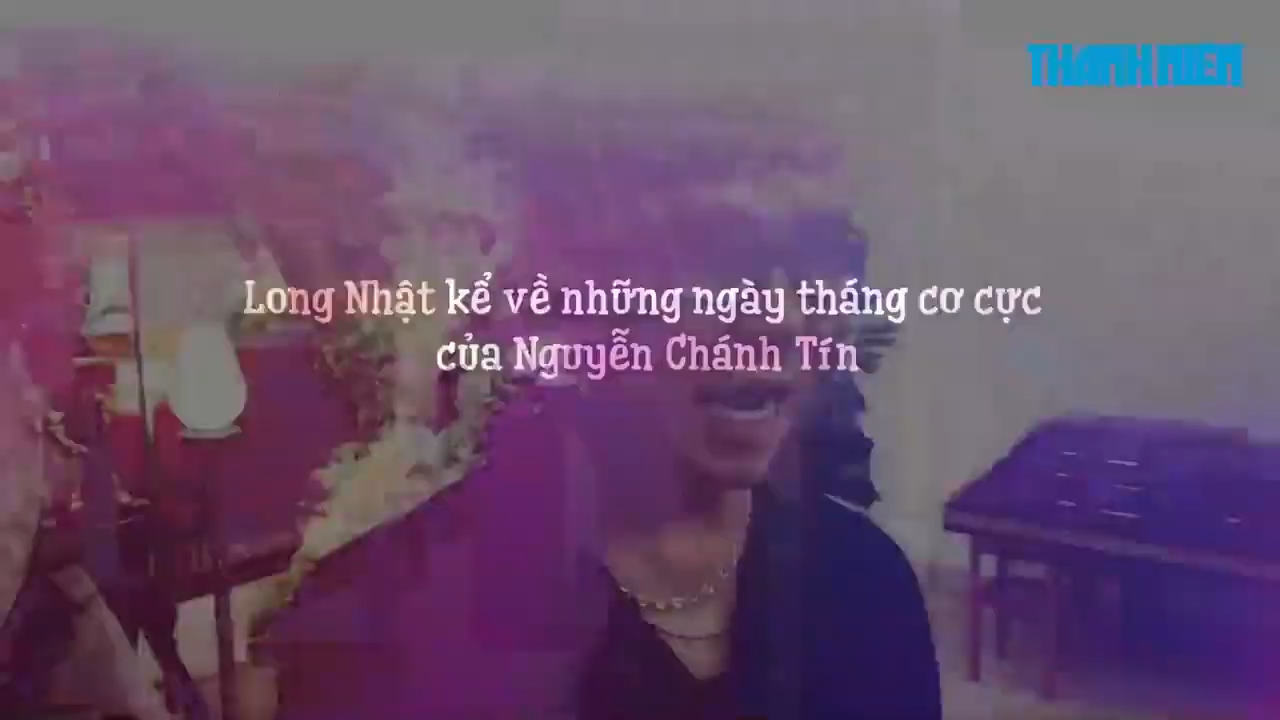 THANH NIEN
Long Nhật kể về những ngày tháng cơ cực
của Nguyễn Chánh Tín